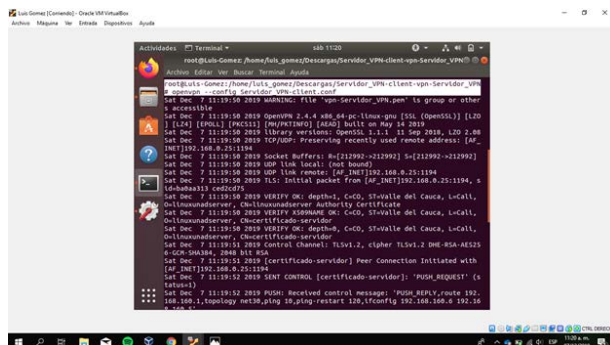 Luis Gomez [Corriendo] - Oracle VM VirtualBox
Archivo Máquina Ver Entrada Dispositivos Ayuda
Actividades Terminal sáb 11:20
root@Luis-Gomez: /home/luis_gomez/Descargas/Servidor_VPN-client-vpn-Servidor_VPN
Archivo Editar Ver Buscar Terminal Ayuda
root@Luis-Gomez:/home/luis_gomez/Descargas/Servidor_VPN-client-vpn-Servidor_VPN
# openvpn --config Servidor_VPN-client.conf
Sat Dec 7 11:19:50 2019 WARNING: file 'vpn-Servidor_VPN.pem' is group or other
s accessible
Sat Dec 7 11:19:50 2019 OpenVPN 2.4.4 x86_64-pc-linux-gnu [SSL (OpenSSL)] [LZO
] [LZ4] [EPOLL] [PKCS11] [MH/PKTINFO] [AEAD] built on May 14 2019
Sat Dec 7 11:19:50 2019 library versions: OpenSSL 1.1.1 11 Sep 2018, LZO 2.08
Sat Dec 7 11:19:50 2019 TCP/UDP: Preserving recently used remote address: [AF_
INET]192.168.0.25:1194
Sat Dec 7 11:19:50 2019 Socket Buffers: R=[212992->212992] S=[212992->212992]
Sat Dec 7 11:19:50 2019 UDP link local: (not bound)
Sat Dec 7 11:19:50 2019 UDP link remote: [AF_INET]192.168.0.25:1194
Sat Dec 7 11:19:50 2019 TLS: Initial packet from [AF_INET]192.168.0.25:1194, s
Sat Dec 7 11:19:50 2019 VERIFY OK: depth=1, C=CO, ST=Valle del Cauca, L=Cali,
O=linuxunadserver, CN=linuxunadserver Authority Certificate
Sat Dec 7 11:19:50 2019 VERIFY X509NAME OK: C=CO, ST=Valle del Cauca, L=Cali,
O=linuxunadserver, CN=certificado-servidor
Sat Dec 7 11:19:50 2019 VERIFY OK: depth=0, C=CO, ST=Valle del Cauca, L=Cali,
O=linuxunadserver, CN=certificado-servidor
Sat Dec 7 11:19:51 2019 Control Channel: TLSv1.2, cipher TLSv1.2 DHE-RSA-AES25
6-GCM-SHA384, 2048 bit RSA
Sat Dec 7 11:19:51 2019 [certificado-servidor] Peer Connection Initiated with
[AF_INET]192.168.0.25:1194
Sat Dec 7 11:19:52 2019 SENT CONTROL [certificado-servidor]: 'PUSH_REQUEST' (s
tatus=1)
Sat Dec 7 11:19:52 2019 PUSH: Received control message: 'PUSH_REPLY,route 192.
168.160.1,topology net30,ping 10,ping-restart 120,ifconfig 192.168.160.6 192.16
CTRL DERECHA
ESP
11:20 a. m.